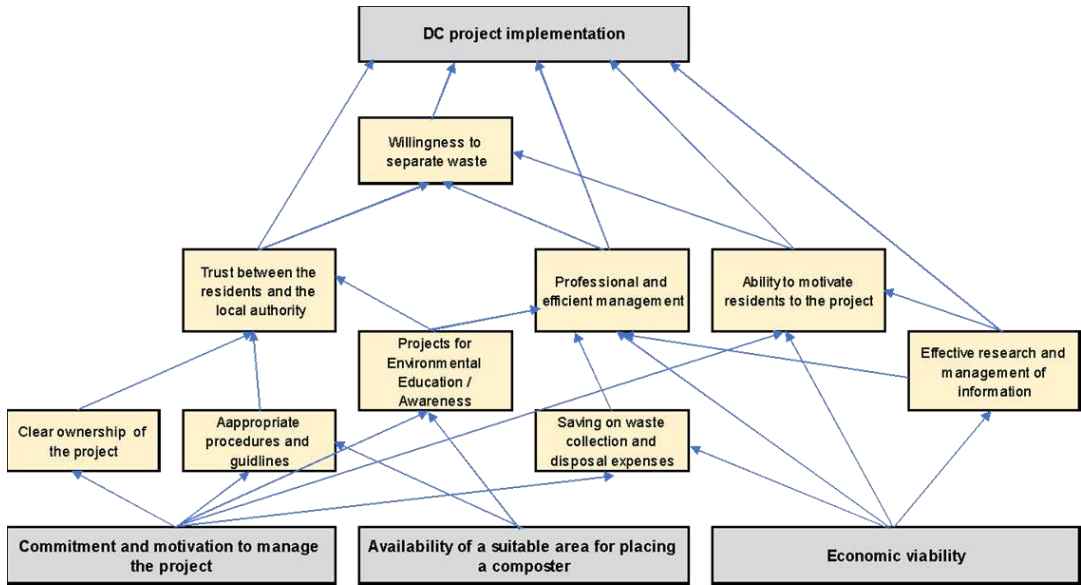 DC project implementation
Willingness to
separate waste
Trust between the
residents and the
local authority
Professional and
efficient management
Ability to motivate
residents to the project
Projects for
Environmental
Education /
Awareness
Effective research and
management of
information
Clear ownership of
the project
Aappropriate
procedures and
guidlines
Saving on waste
collection and
disposal expenses
Commitment and motivation to manage
the project
Availability of a suitable area for placing
a composter
Economic viability